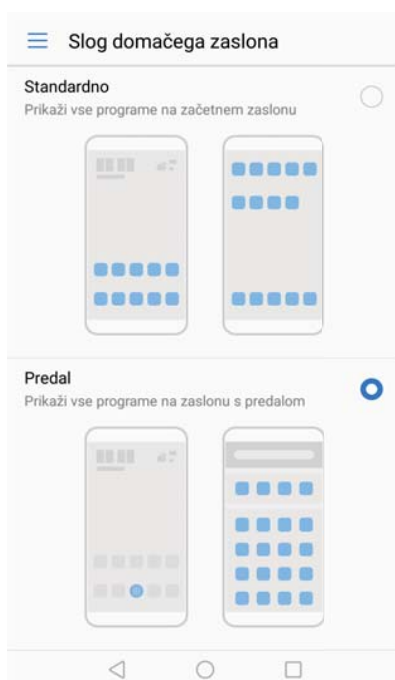 Slog domačega zaslona
Standardno
Prikaži vse programe na začetnem zaslonu
Predal
Prikaži vse programe na zaslonu s predalom